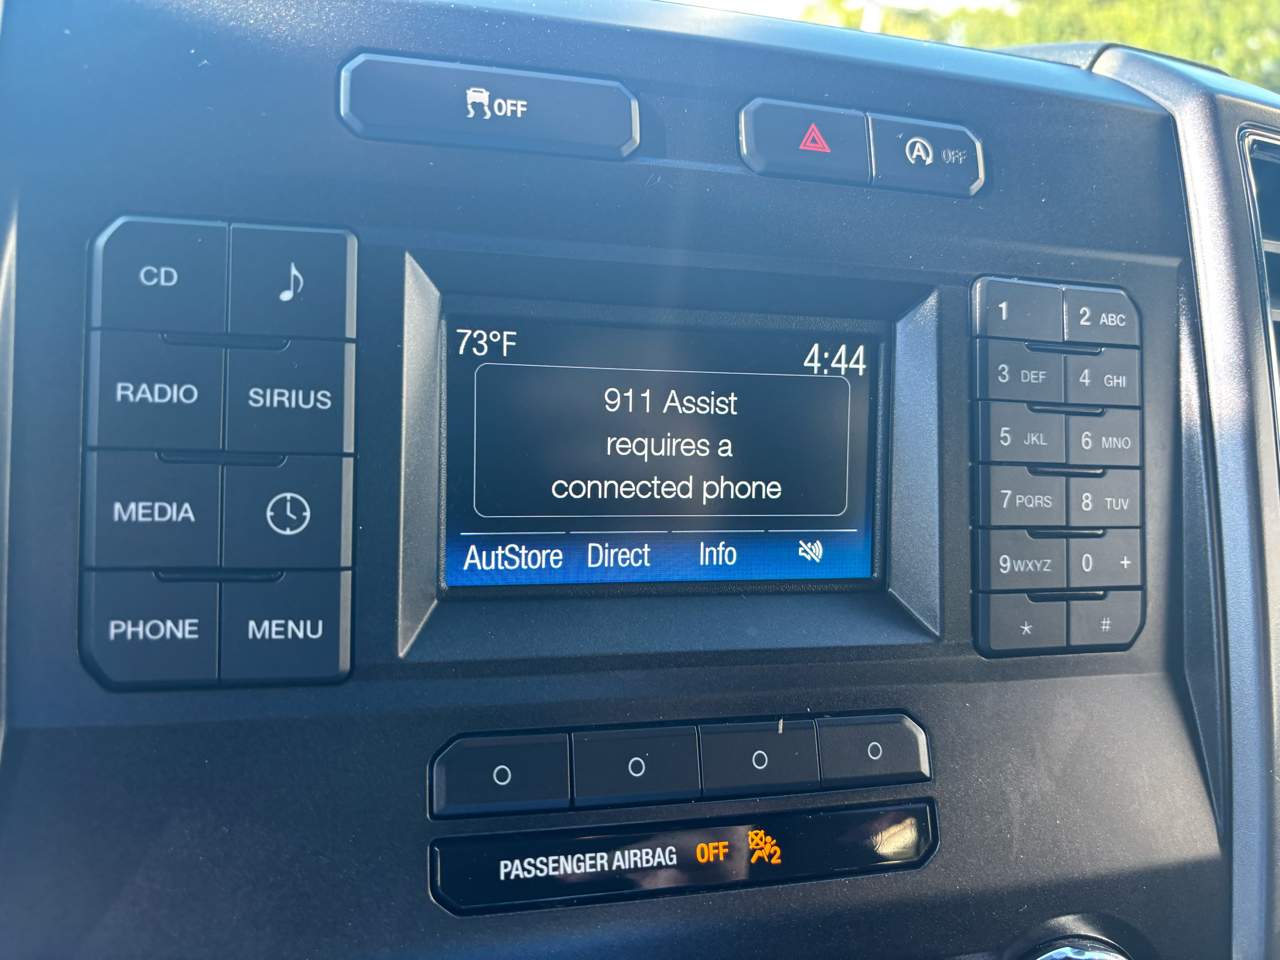 OFF
A OFF
CD
RADIO SIRIUS
MEDIA
PHONE MENU
73°F 4:44
911 Assist
requires a
connected phone
AutStore Direct Info
1 2 ABC
3 DEF 4 GHI
5 JKL 6 MNO
7 PQRS 8 TUV
9 WXYZ 0 +
* #
PASSENGER AIRBAG OFF 2